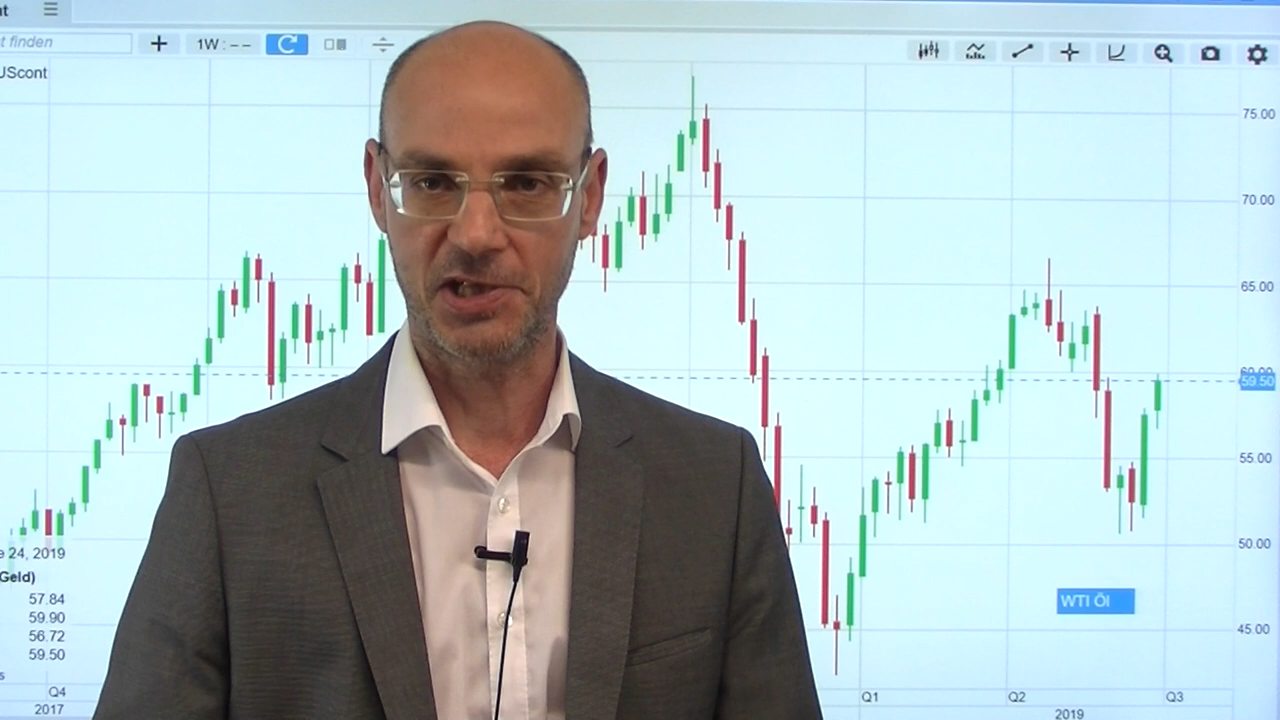 t
t finden
1W : – –
UScont
75.00
70.00
65.00
60.00
59.50
55.00
50.00
45.00
WTI Öl
e 24, 2019
Geld)
57.84
59.90
56.72
59.50
s
Q4
Q1
Q2
Q3
2017
2019